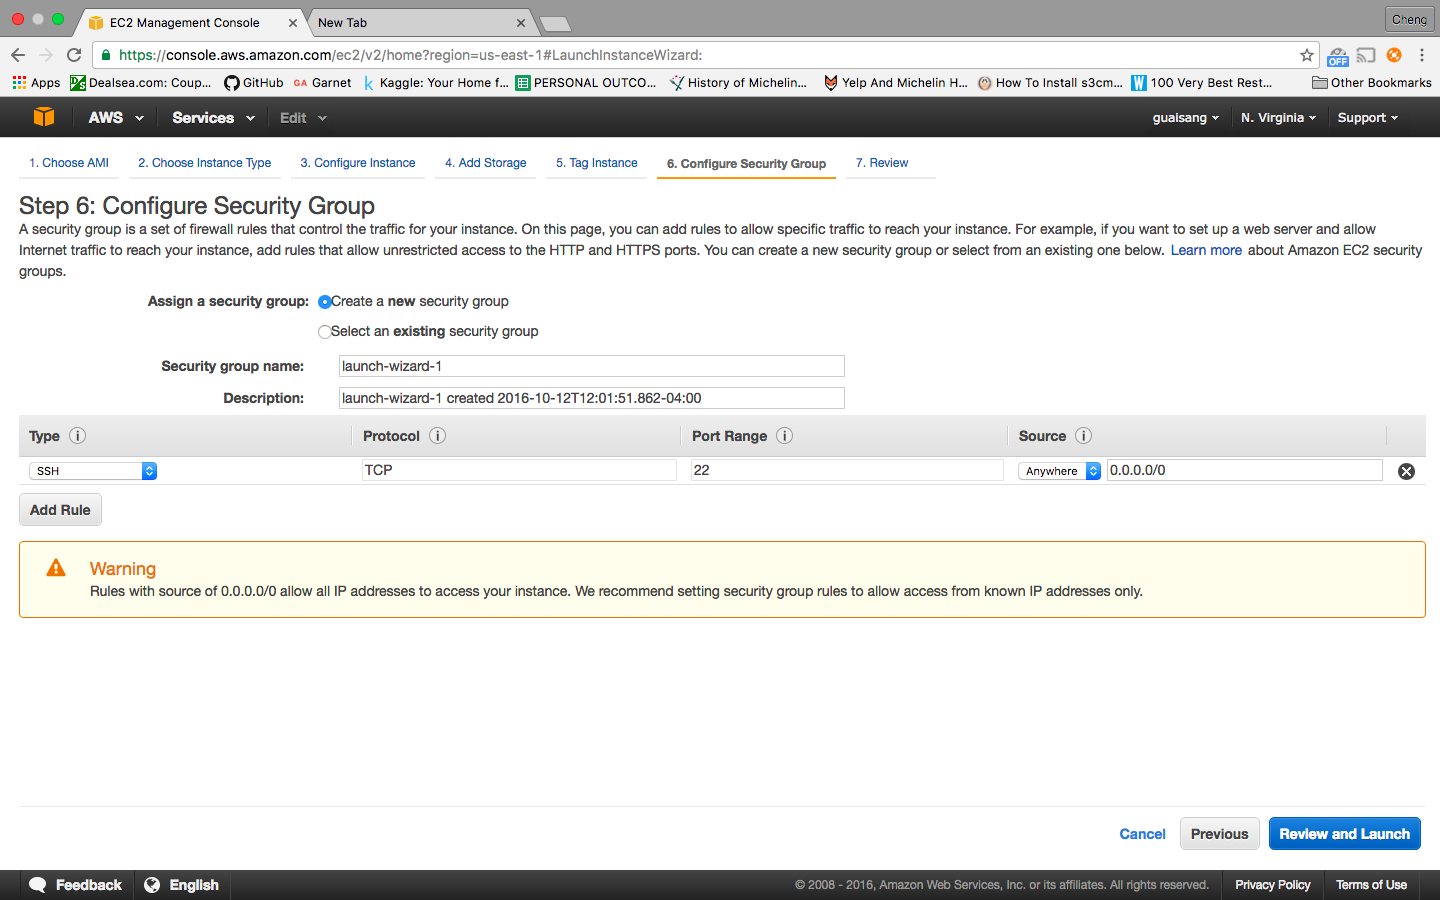 EC2 Management Console
New Tab
Cheng
https://console.aws.amazon.com/ec2/v2/home?region=us-east-1#LaunchInstanceWizard:
OFF
Apps
Dealsea.com: Coup...
GitHub
GA Garnet
k Kaggle: Your Home f...
PERSONAL OUTCO...
History of Michelin...
Yelp And Michelin H...
How To Install s3cm...
W 100 Very Best Rest...
Other Bookmarks
AWS
Services
Edit
guaisang
N. Virginia
Support
1. Choose AMI
2. Choose Instance Type
3. Configure Instance
4. Add Storage
5. Tag Instance
6. Configure Security Group
7. Review
Step 6: Configure Security Group
A security group is a set of firewall rules that control the traffic for your instance. On this page, you can add rules to allow specific traffic to reach your instance. For example, if you want to set up a web server and allow
Internet traffic to reach your instance, add rules that allow unrestricted access to the HTTP and HTTPS ports. You can create a new security group or select from an existing one below. Learn more about Amazon EC2 security
groups.
Assign a security group: Create a new security group
Select an existing security group
Security group name: launch-wizard-1
Description: launch-wizard-1 created 2016-10-12T12:01:51.862-04:00
Type i Protocol i Port Range i Source i
SSH TCP 22 Anywhere 0.0.0.0/0
Add Rule
Warning
Rules with source of 0.0.0.0/0 allow all IP addresses to access your instance. We recommend setting security group rules to allow access from known IP addresses only.
Cancel
Previous
Review and Launch
Feedback
English
© 2008 - 2016, Amazon Web Services, Inc. or its affiliates. All rights reserved.
Privacy Policy
Terms of Use